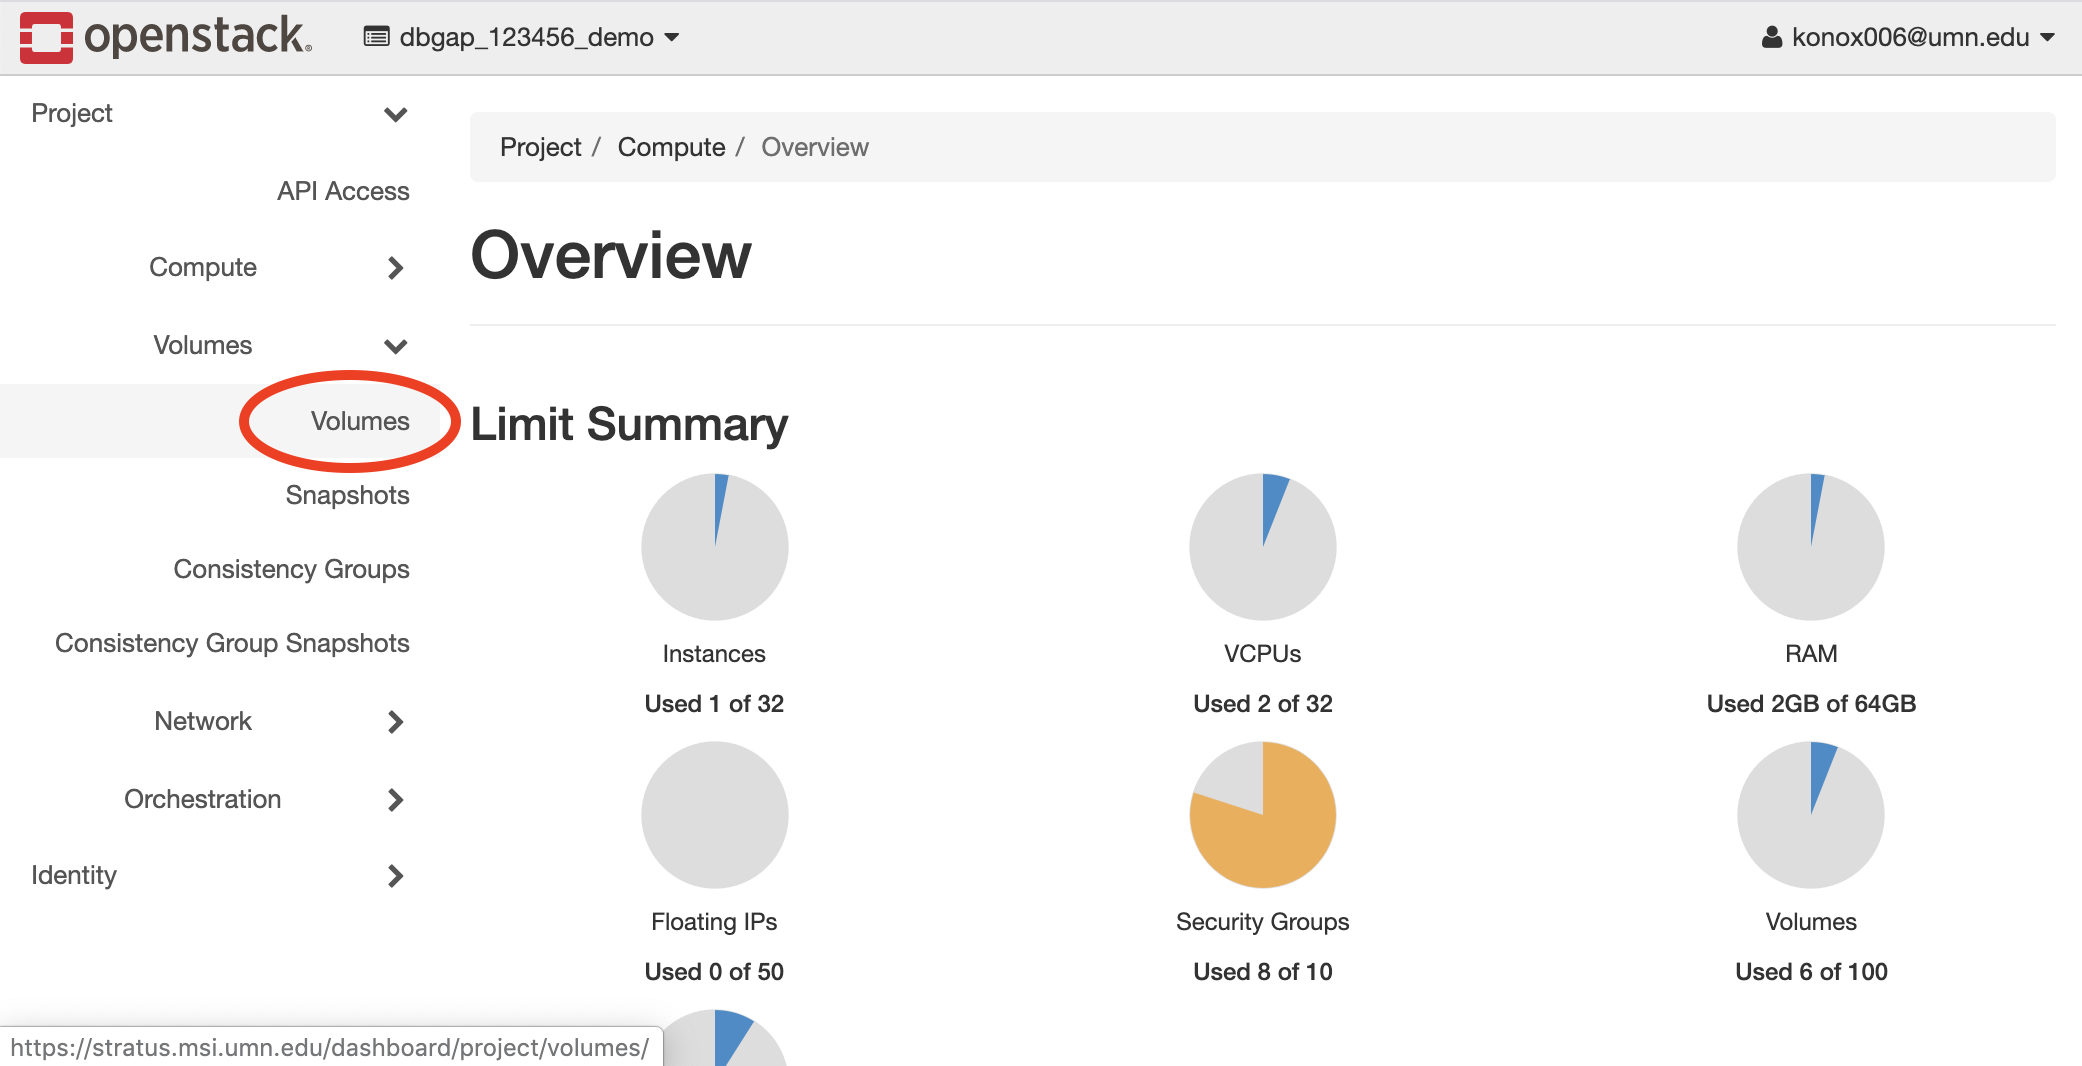 openstack. dbgap_123456_demo konox006@umn.edu
Project
API Access
Compute
Volumes
Volumes
Snapshots
Consistency Groups
Consistency Group Snapshots
Network
Orchestration
Identity
Project / Compute / Overview
Overview
Limit Summary
Instances
Used 1 of 32
VCPUs
Used 2 of 32
RAM
Used 2GB of 64GB
Floating IPs
Used 0 of 50
Security Groups
Used 8 of 10
Volumes
Used 6 of 100
https://stratus.msi.umn.edu/dashboard/project/volumes/